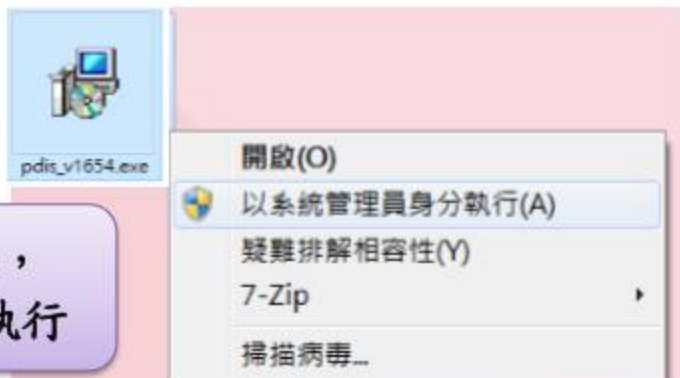 pdis_v1654.exe
開啟(O)
以系統管理員身分執行(A)
疑難排解相容性(Y)
7-Zip
掃描病毒...
，
執行